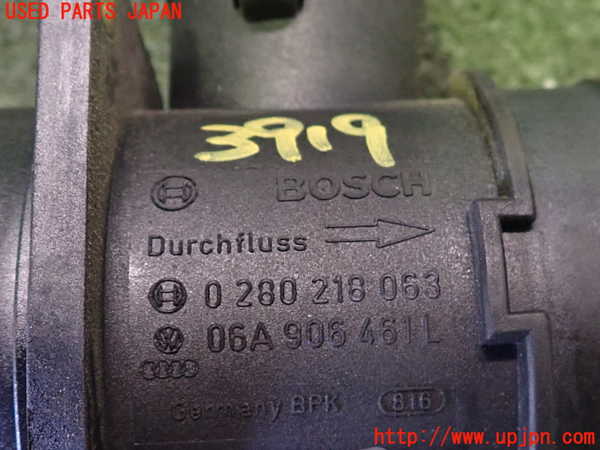 USED PARTS JAPAN
3919
BOSCH
Durchfluss
0 280 218 063
06A 906 461 L
Germany BPK 816
http://www.upjpn.com